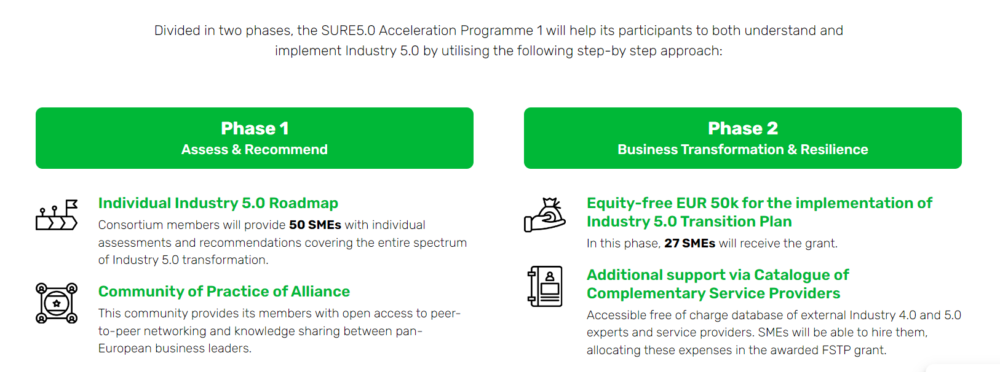 Divided in two phases, the SURE5.0 Acceleration Programme 1 will help its participants to both understand and
implement Industry 5.0 by utilising the following step-by step approach:
Phase 1
Assess & Recommend
Individual Industry 5.0 Roadmap
Consortium members will provide 50 SMEs with individual
assessments and recommendations covering the entire spectrum
of Industry 5.0 transformation.
Community of Practice of Alliance
This community provides its members with open access to peer-
to-peer networking and knowledge sharing between pan-
European business leaders.
Phase 2
Business Transformation & Resilience
Equity-free EUR 50k for the implementation of
Industry 5.0 Transition Plan
In this phase, 27 SMEs will receive the grant.
Additional support via Catalogue of
Complementary Service Providers
Accessible free of charge database of external Industry 4.0 and 5.0
experts and service providers. SMEs will be able to hire them,
allocating these expenses in the awarded FSTP grant.